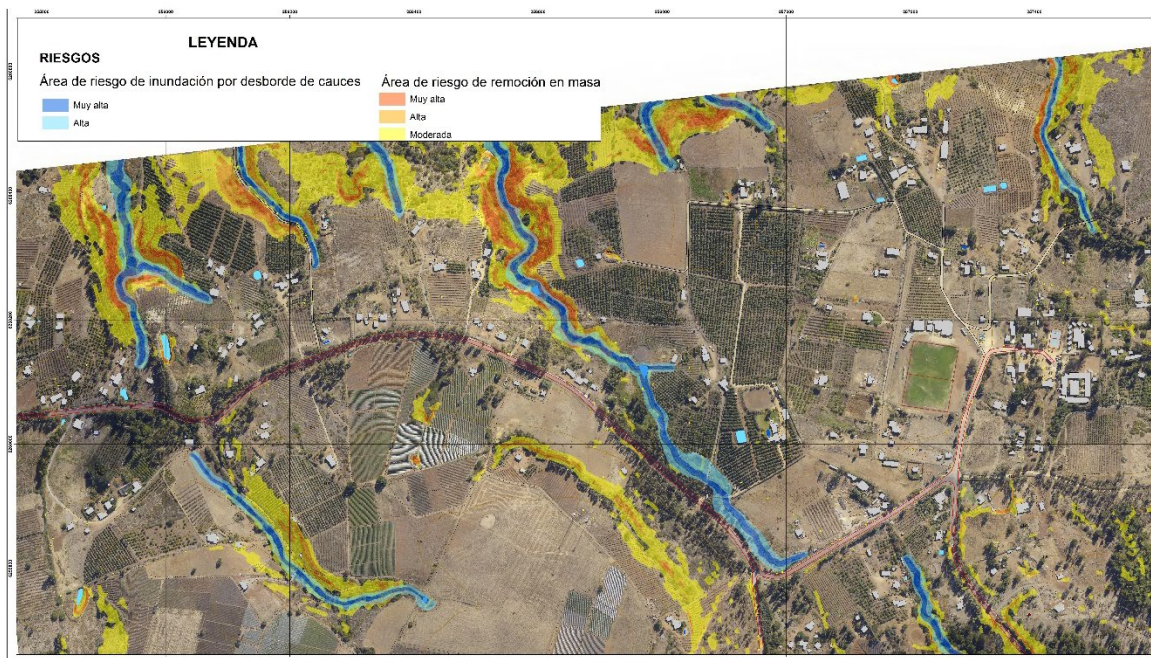 LEYENDA
RIESGOS
Área de riesgo de inundación por desborde de cauces
Muy alta
Alta
Área de riesgo de remoción en masa
Muy alta
Alta
Moderada